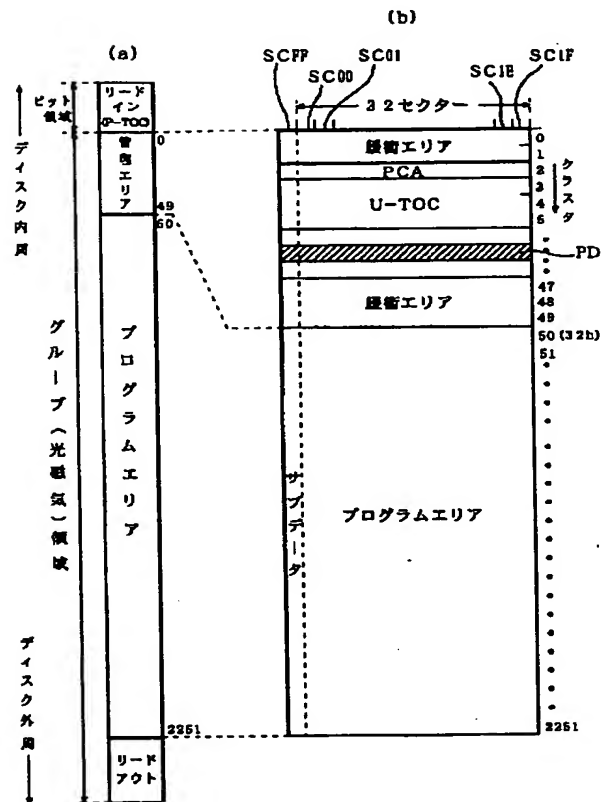 (b)
(a)
SCFF
SC00
SC01
SC1E
SC1F
32セクター
ピット
領域
リード
イン
(P-TOC)
管理エリア
0
49
50
ディスク内周
緩衝エリア
PCA
U-TOC
PD
緩衝エリア
0
1
2
3
4
5
クラスタ
47
48
49
50(32h)
51
グルーブ(光磁気)領域
プログラムエリア
サブデータ
プログラムエリア
ディスク外周
2251
2251
リード
アウト